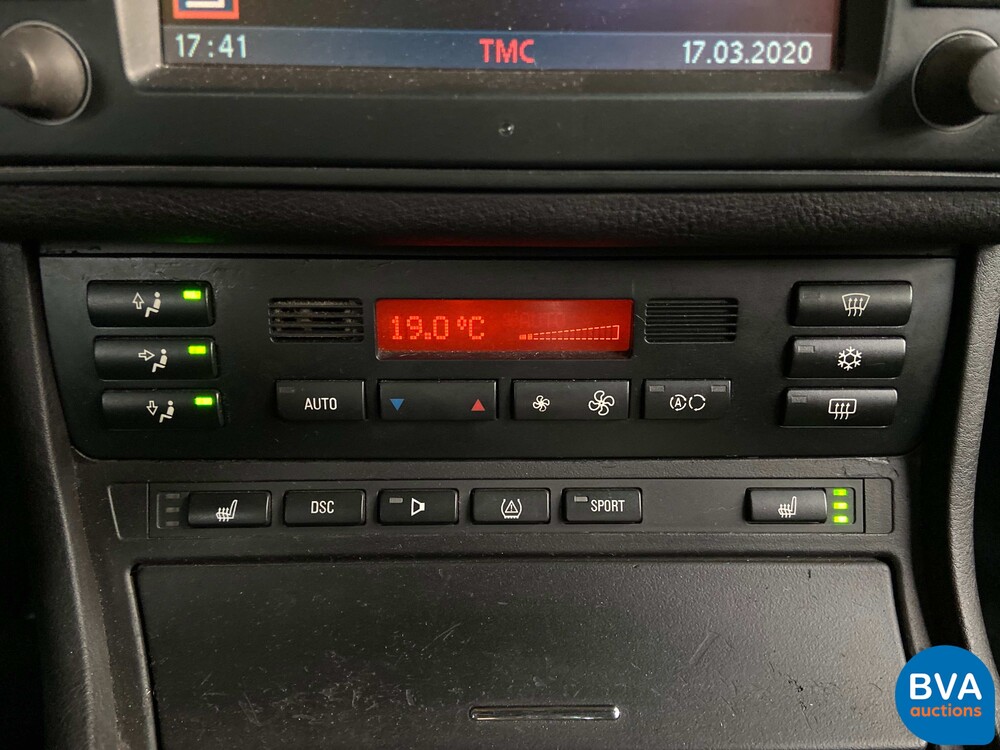 17:41 TMC 17.03.2020
19.0 °C
AUTO
A
DSC SPORT
BVA
auctions